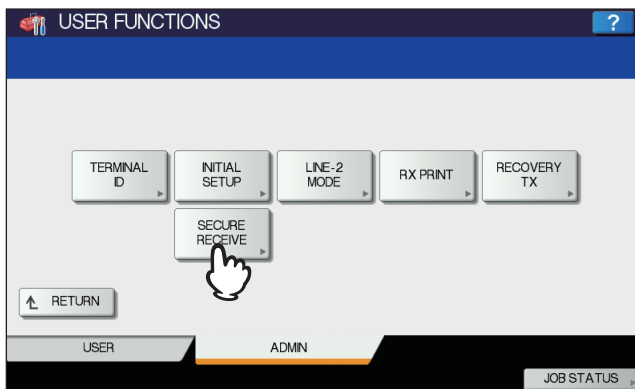 USER FUNCTIONS
?
TERMINAL
ID
INITIAL
SETUP
LINE-2
MODE
RX PRINT
RECOVERY
TX
SECURE
RECEIVE
RETURN
USER
ADMIN
JOB STATUS